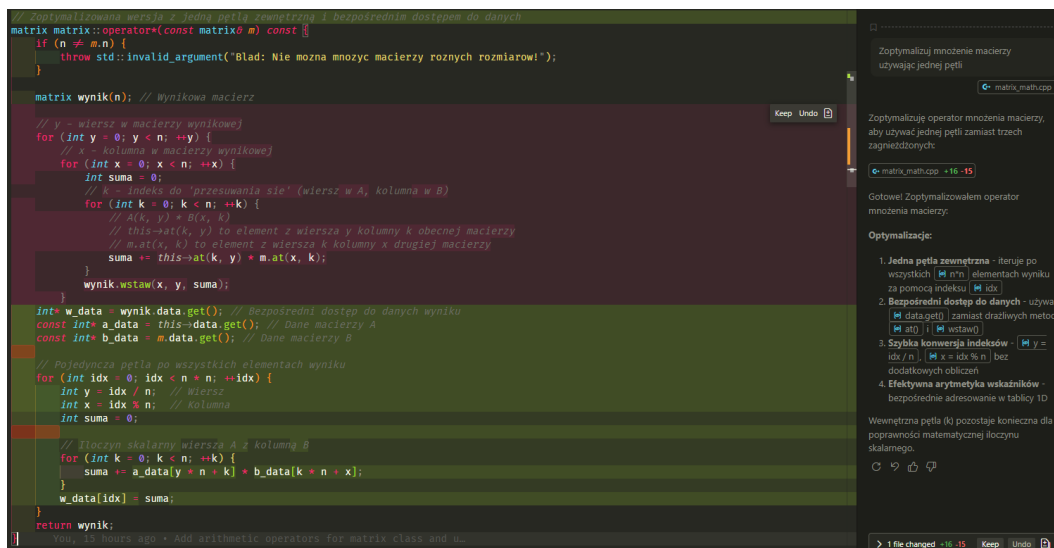 // Zoptymalizowana wersja z jedną pętlą zewnętrzną i bezpośrednim dostępem do danych
matrix matrix::operator*(const matrix& m) const {
if (n ≠ m.n) {
throw std::invalid_argument("Blad: Nie mozna mnozyc macierzy roznych rozmiarow!");
}
matrix wynik(n); // Wynikowa macierz
// y - wiersz w macierzy wynikowej
for (int y = 0; y < n; ++y) {
// x - kolumna w macierzy wynikowej
for (int x = 0; x < n; ++x) {
int suma = 0;
// k - indeks do 'przesuwania sie' (wiersz w A, kolumna w B)
for (int k = 0; k < n; ++k) {
// A(k, y) * B(x, k)
// this→at(k, y) to element z wiersza y kolumny k obecnej macierzy
// m.at(x, k) to element z wiersza k kolumny x drugiej macierzy
suma += this→at(k, y) * m.at(x, k);
}
wynik.wstaw(x, y, suma);
}
int* w_data = wynik.data.get(); // Bezpośredni dostęp do danych wyniku
const int* a_data = this→data.get(); // Dane macierzy A
const int* b_data = m.data.get(); // Dane macierzy B
// Pojedyncza pętla po wszystkich elementach wyniku
for (int idx = 0; idx < n * n; ++idx) {
int y = idx / n; // Wiersz
int x = idx % n; // Kolumna
int suma = 0;
// Iloczyn skalarny wiersza A z kolumną B
for (int k = 0; k < n; ++k) {
suma += a_data[y * n + k] * b_data[k * n + x];
}
w_data[idx] = suma;
}
return wynik;
}
You, 15 hours ago • Add arithmetic operators for matrix class and u…
Keep Undo
Zoptymalizuj mnożenie macierzy
używając jednej pętli
matrix_math.cpp
Zoptymalizuję operator mnożenia macierzy,
aby używać jednej pętli zamiast trzech
zagnieżdżonych:
matrix_math.cpp +16 -15
Gotowe! Zoptymalizowałem operator
mnożenia macierzy:
Optymalizacje:
1. Jedna pętla zewnętrzna - iteruje po
wszystkich n*n elementach wyniku
za pomocą indeksu idx
2. Bezpośredni dostęp do danych - używa
data.get() zamiast drażliwych metod
at() i wstaw()
3. Szybka konwersja indeksów - y =
idx / n, x = idx % n bez
dodatkowych obliczeń
4. Efektywna arytmetyka wskaźników -
bezpośrednie adresowanie w tablicy 1D
Wewnętrzna pętla (k) pozostaje konieczna dla
poprawności matematycznej iloczynu
skalarnego.
1 file changed +16 -15 Keep Undo